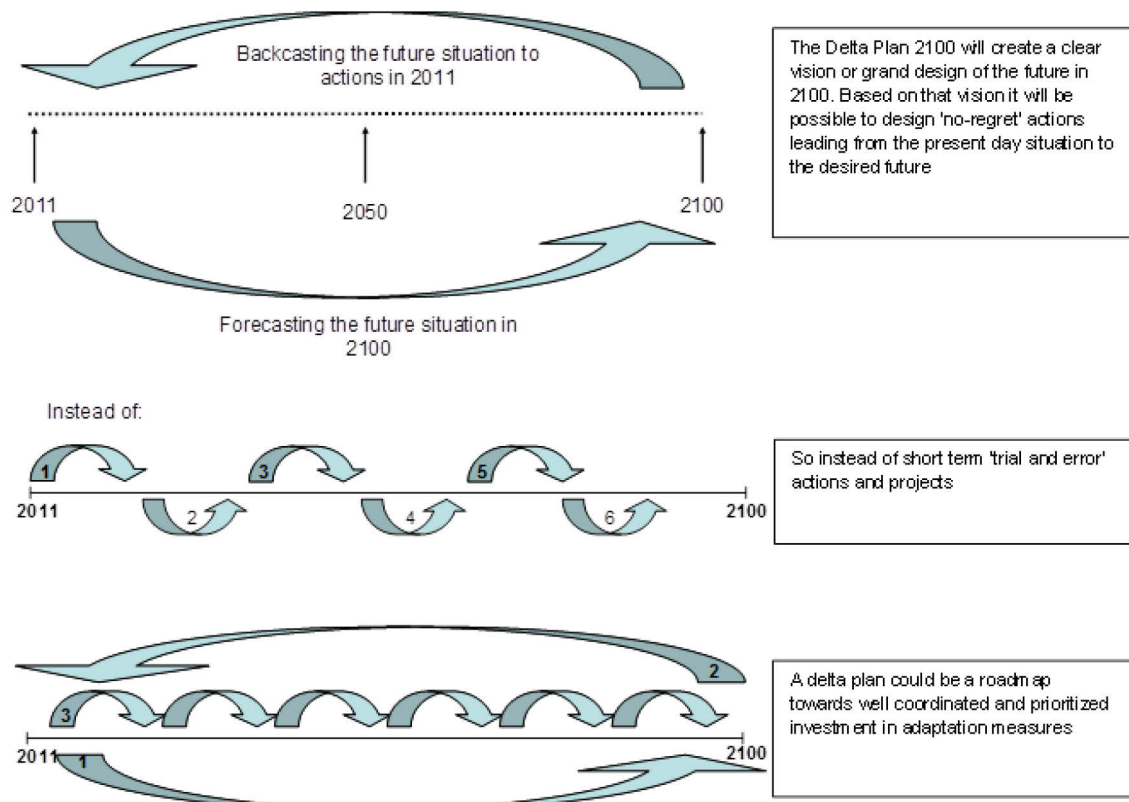 Backcasting the future situation to
actions in 2011
The Delta Plan 2100 will create a clear
vision or grand design of the future in
2100. Based on that vision it will be
possible to design 'no-regret' actions
leading from the present day situation to
the desired future
2011
2050
2100
Forecasting the future situation in
2100
Instead of:
1
3
5
2011
2
4
6
2100
So instead of short term 'trial and error'
actions and projects
2
3
2011
1
2100
A delta plan could be a roadmap
towards well coordinated and prioritized
investment in adaptation measures